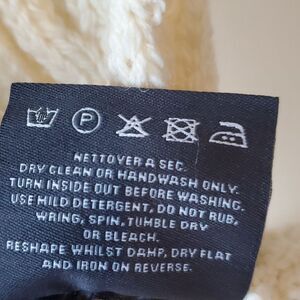 P
NETTOYER A SEC.
DRY CLEAN OR HANDWASH ONLY.
TURN INSIDE OUT BEFORE WASHING.
USE MILD DETERGENT, DO NOT RUB,
WRING, SPIN, TUMBLE DRY
OR BLEACH.
RESHAPE WHILST DAMP, DRY FLAT
AND IRON ON REVERSE.